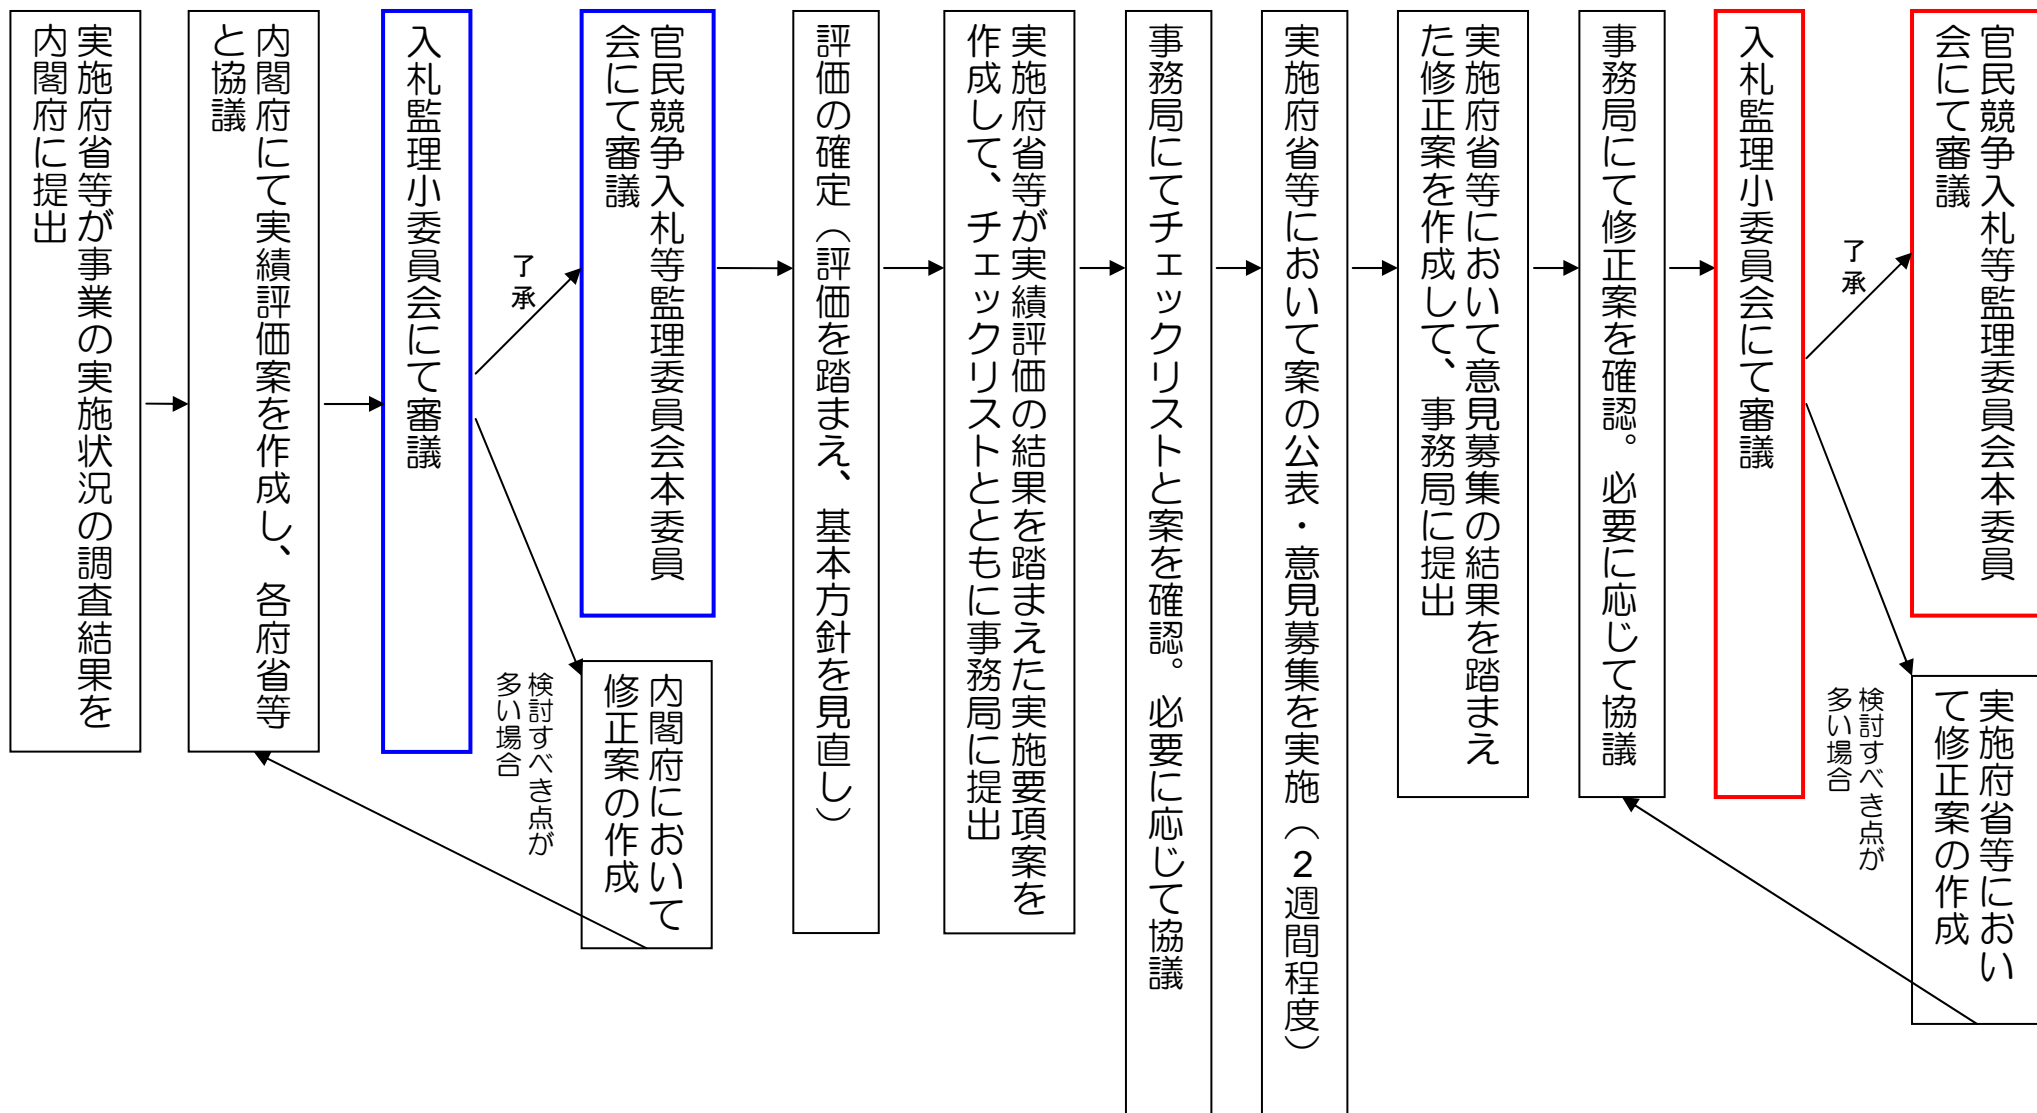 実施府省等が事業の実施状況の調査結果を
内閣府に提出
内閣府にて実績評価案を作成し、各府省等
と協議
入札監理小委員会にて審議
了承
官民競争入札等監理委員会本委員
会にて審議
検討すべき点が
多い場合
内閣府において
修正案の作成
評価の確定（評価を踏まえ、基本方針を見直し）
実施府省等が実績評価の結果を踏まえた実施要項案を
作成して、チェックリストとともに事務局に提出
事務局にてチェックリストと案を確認。必要に応じて協議
実施府省等において案の公表・意見募集を実施（2週間程度）
実施府省等において意見募集の結果を踏まえ
た修正案を作成して、事務局に提出
事務局にて修正案を確認。必要に応じて協議
入札監理小委員会にて審議
了承
官民競争入札等監理委員会本委員
会にて審議
検討すべき点が
多い場合
実施府省等におい
て修正案の作成